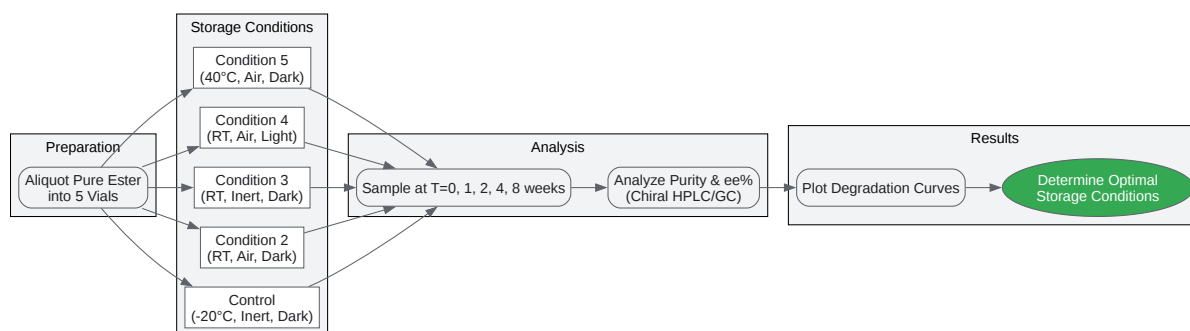 Storage Conditions
Condition 5
(40°C, Air, Dark)
Condition 4
(RT, Air, Light)
Preparation
Analysis
Results
Aliquot Pure Ester
into 5 Vials
Condition 3
(RT, Inert, Dark)
Sample at T=0, 1, 2, 4, 8 weeks
Analyze Purity & ee%
(Chiral HPLC/GC)
Plot Degradation Curves
Determine Optimal
Storage Conditions
Condition 2
(RT, Air, Dark)
Control
(-20°C, Inert, Dark)